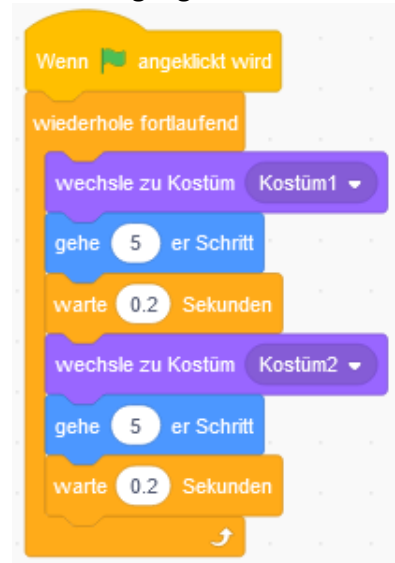 Wenn angeklickt wird
wiederhole fortlaufend
wechsle zu Kostüm Kostüm1
gehe 5 er Schritt
warte 0.2 Sekunden
wechsle zu Kostüm Kostüm2
gehe 5 er Schritt
warte 0.2 Sekunden